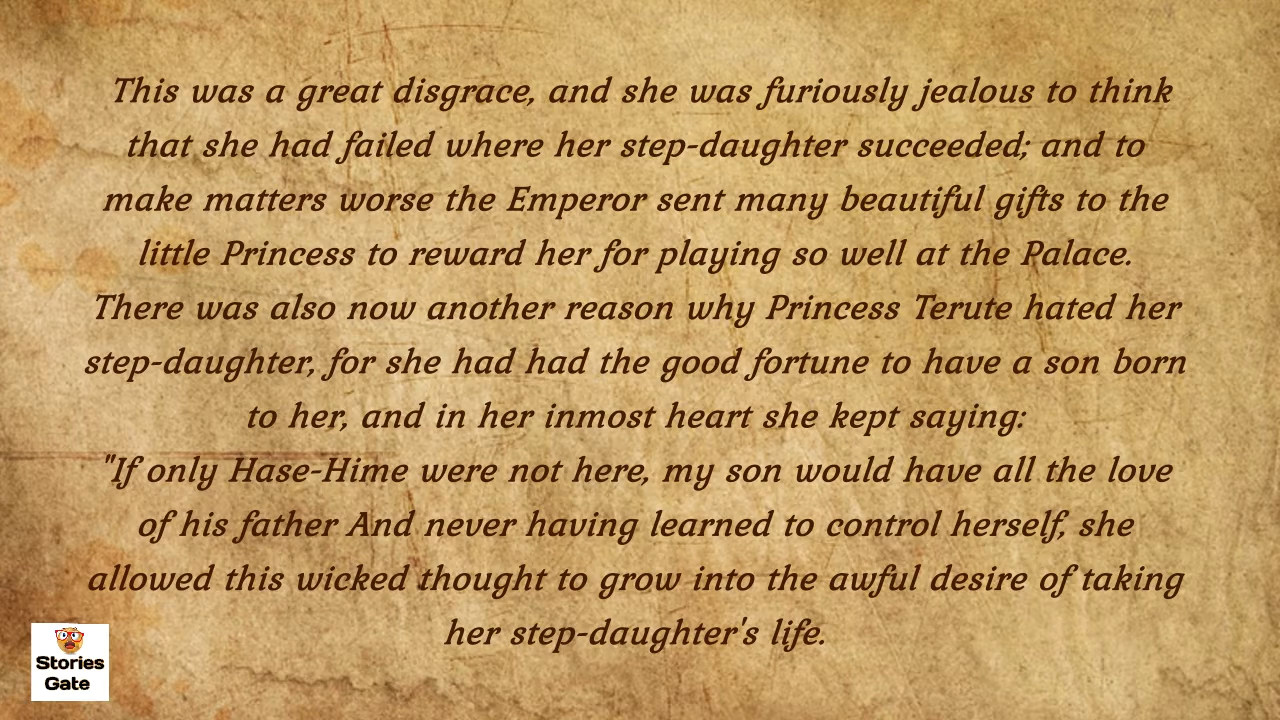 This was a great disgrace, and she was furiously jealous to think
that she had failed where her step-daughter succeeded; and to
make matters worse the Emperor sent many beautiful gifts to the
little Princess to reward her for playing so well at the Palace.
There was also now another reason why Princess Terute hated her
step-daughter, for she had had the good fortune to have a son born
to her, and in her inmost heart she kept saying:
"If only Hase-Hime were not here, my son would have all the love
of his father And never having learned to control herself, she
allowed this wicked thought to grow into the awful desire of taking
her step-daughter's life.
Stories
Gate